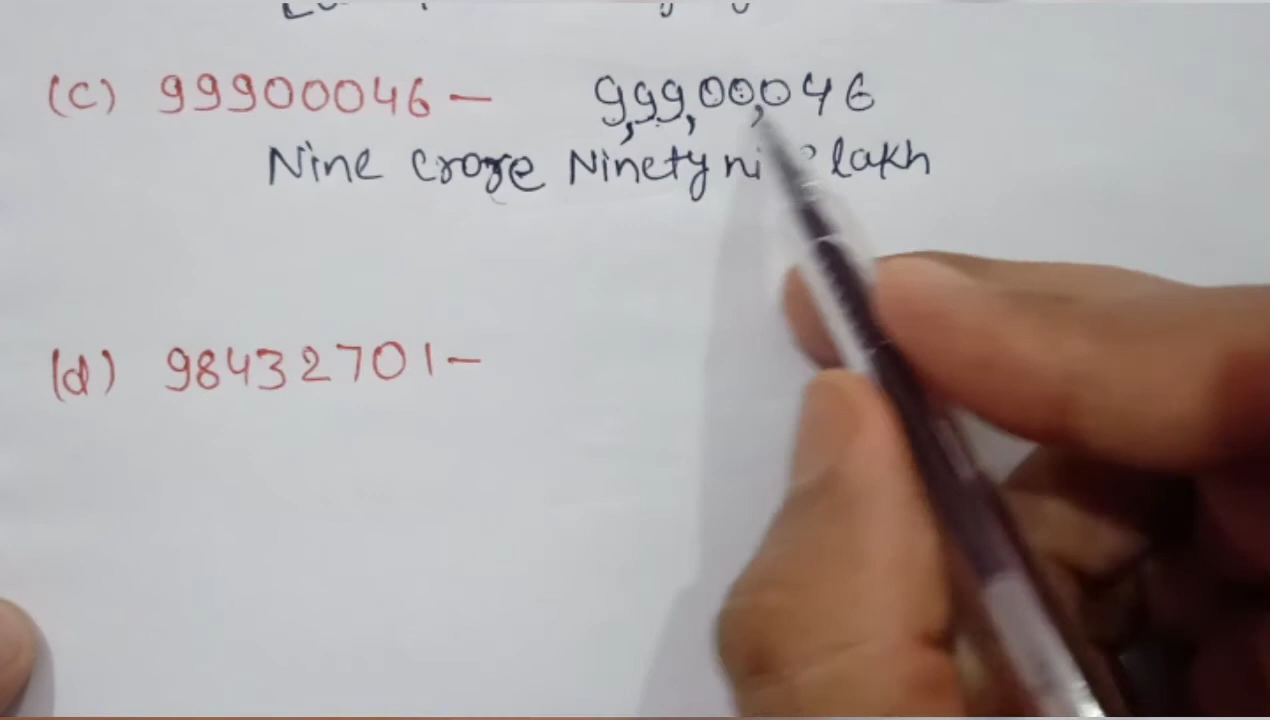 (c) 99900046- 9,99,00,046
Nine crore Ninety lakh
(d) 98432701-